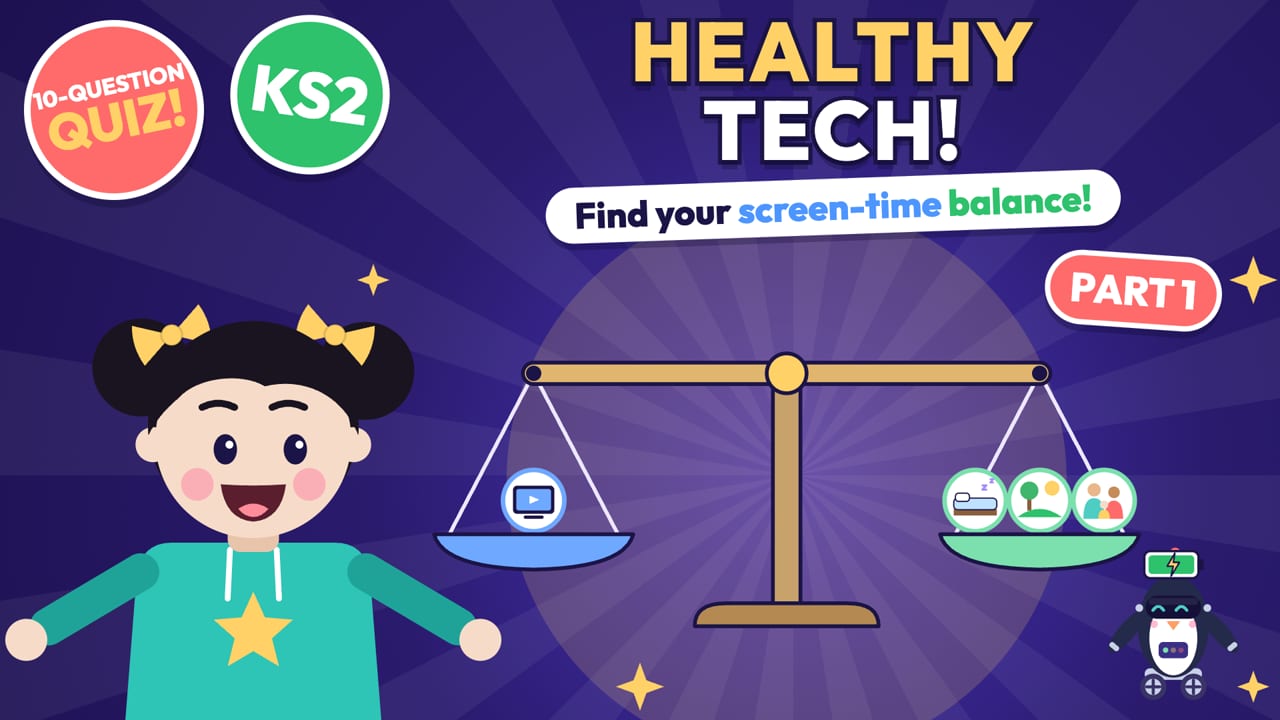 10-QUESTION
QUIZ!
KS2
HEALTHY
TECH!
Find your screen-time balance!
PART 1
z z